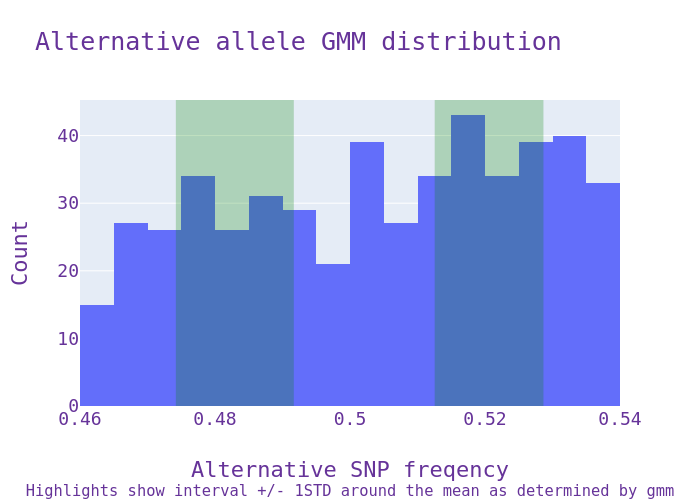 Alternative allele GMM distribution
40
30
20
10
0
Count
0.46 0.48 0.5 0.52 0.54
Alternative SNP freqency
Highlights show interval +/- 1STD around the mean as determined by gmm